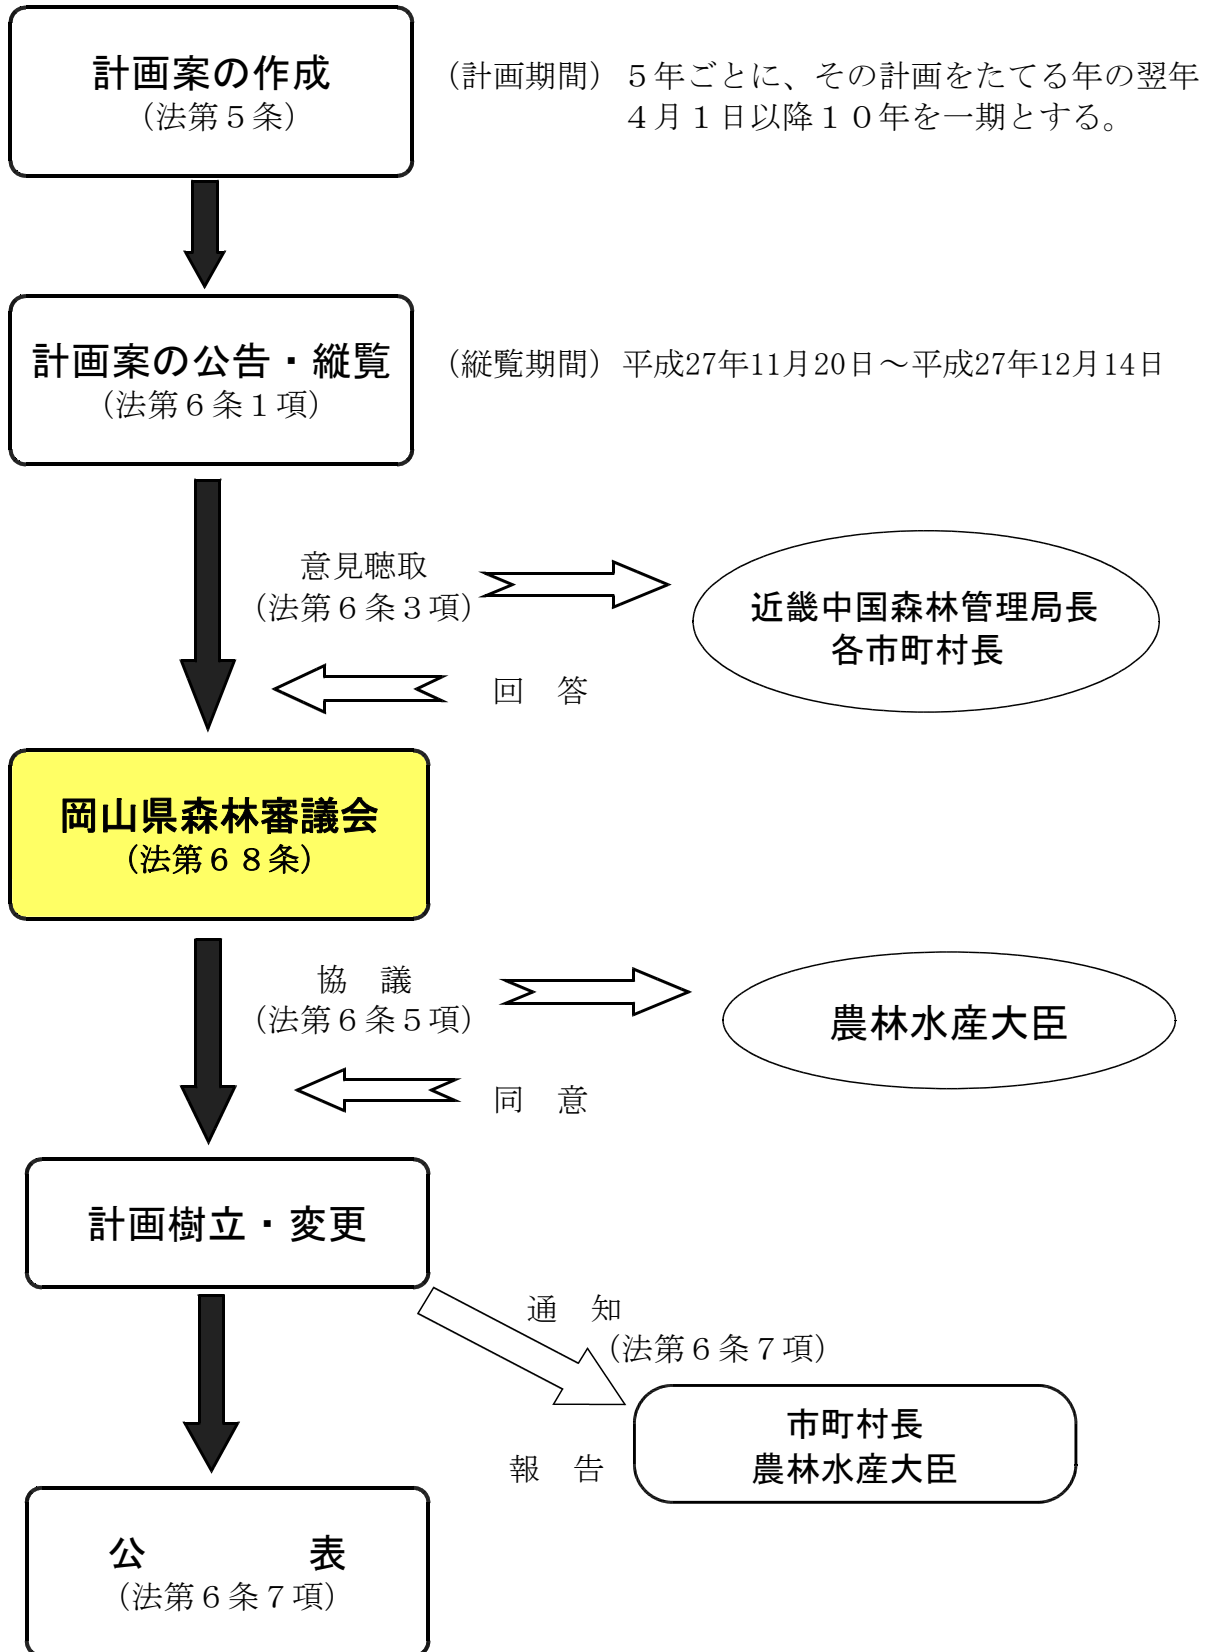 計画案の作成
（法第５条）
（計画期間）５年ごとに、その計画をたてる年の翌年
４月１日以降１０年を一期とする。
計画案の公告・縦覧
（法第６条１項）
（縦覧期間）平成27年11月20日～平成27年12月14日
意見聴取
（法第６条３項）
近畿中国森林管理局長
各市町村長
回　答
岡山県森林審議会
（法第６８条）
協　議
（法第６条５項）
農林水産大臣
同　意
計画樹立・変更
通　知
（法第６条７項）
市町村長
報　告
農林水産大臣
公　　　　表
（法第６条７項）